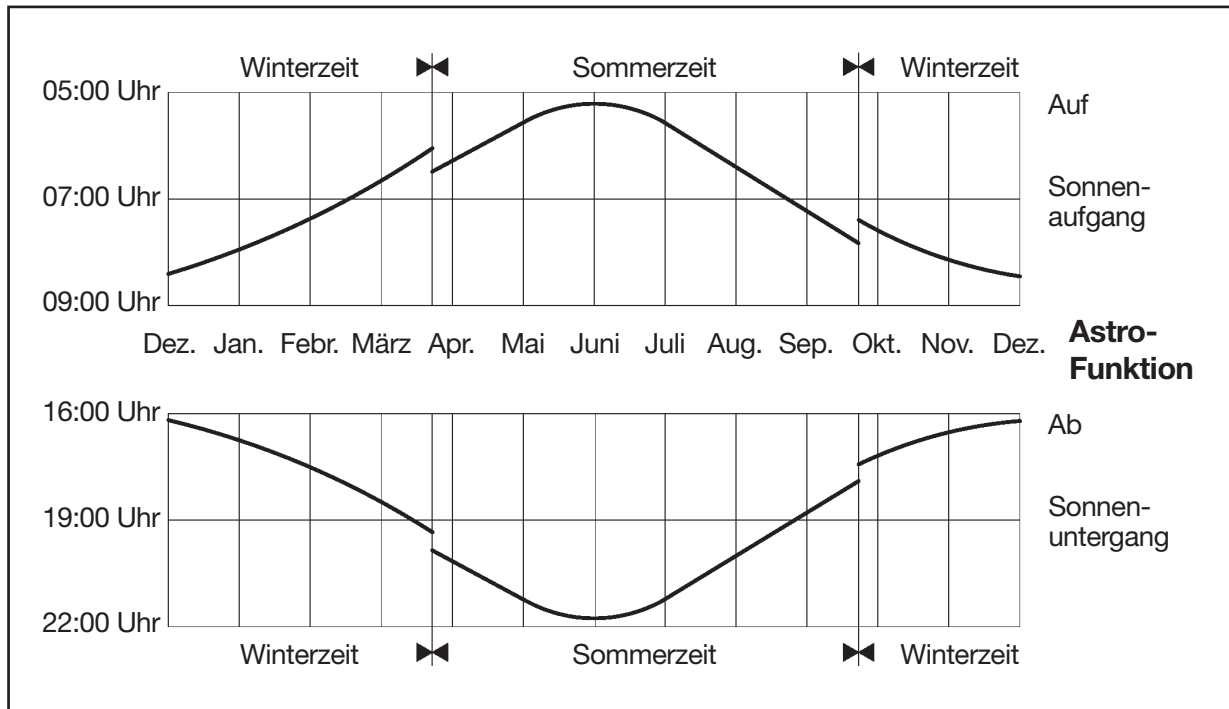 Winterzeit Sommerzeit Winterzeit
05:00 Uhr
Auf
07:00 Uhr
Sonnen-
aufgang
09:00 Uhr
Dez. Jan. Febr. März Apr. Mai Juni Juli Aug. Sep. Okt. Nov. Dez.
Astro-
Funktion
16:00 Uhr
Ab
19:00 Uhr
Sonnen-
untergang
22:00 Uhr
Winterzeit Sommerzeit Winterzeit